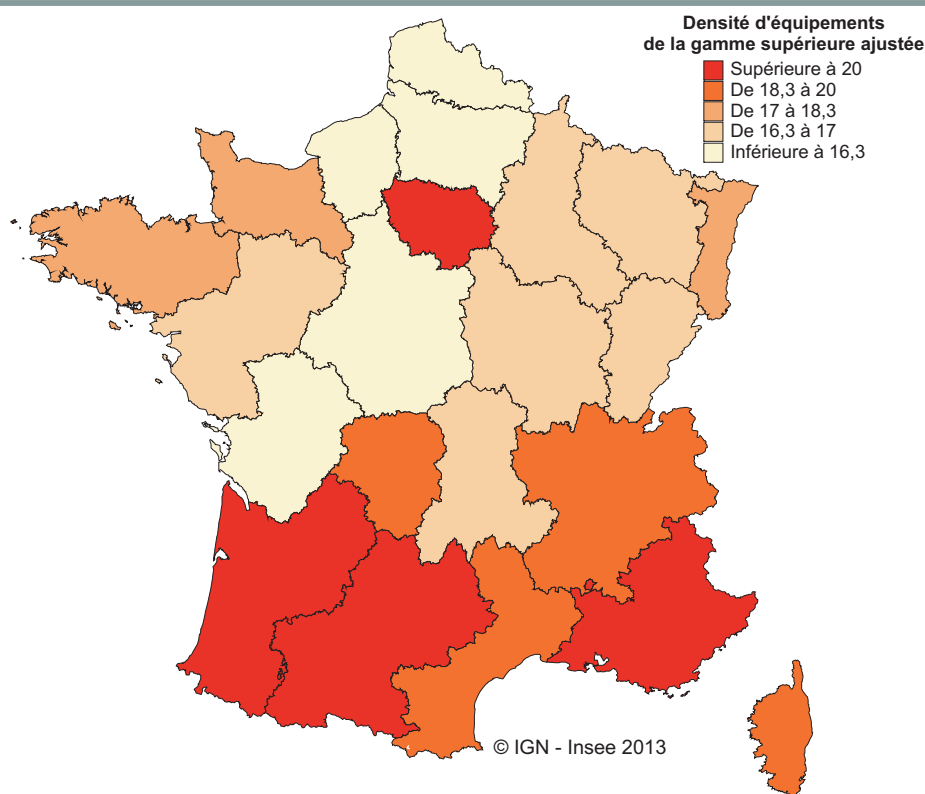 Densité d'équipements
de la gamme supérieure ajustée
Supérieure à 20
De 18,3 à 20
De 17 à 18,3
De 16,3 à 17
Inférieure à 16,3
© IGN - Insee 2013